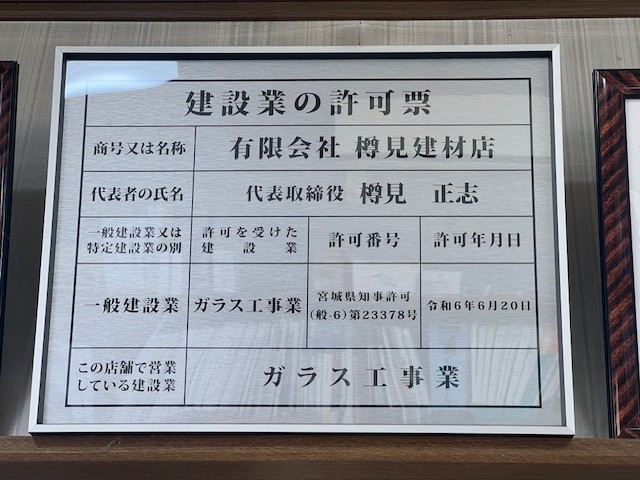 建設業の許可票
商号又は名称
有限会社 樽見建材店
代表者の氏名
代表取締役 樽見 正志
一般建設業又は
特定建設業の別
許可を受けた
建設業
許可番号
許可年月日
一般建設業
ガラス工事業
宮城県知事許可
(般-6)第23378号
令和6年6月20日
この店舗で営業
している建設業
ガラス工事業